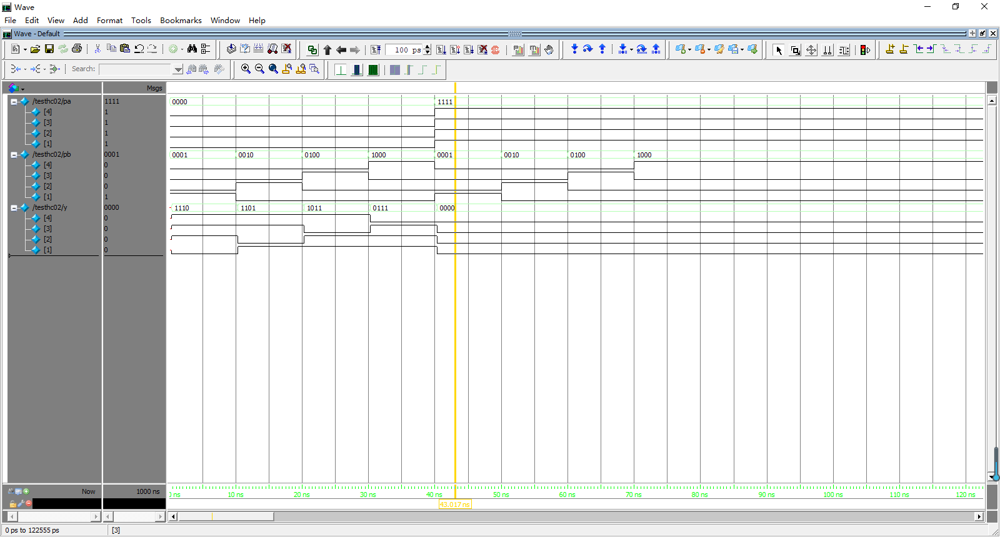 Wave
File Edit View Add Format Tools Bookmarks Window Help
Wave - Default
100 ps
Search:
Msgs
/testhc02/pa 1111 0000 1111
[4] 1
[3] 1
[2] 1
[1] 1
/testhc02/pb 0001 0001 0010 0100 1000 0001 0010 0100 1000
[4] 0
[3] 0
[2] 0
[1] 1
/testhc02/y 0000 1110 1101 1011 0111 0000
[4] 0
[3] 0
[2] 0
[1] 0
Now 1000 ns 0 ns 10 ns 20 ns 30 ns 40 ns 50 ns 60 ns 70 ns 80 ns 90 ns 100 ns 110 ns 120 ns
43.017 ns
0 ps to 122555 ps [3]